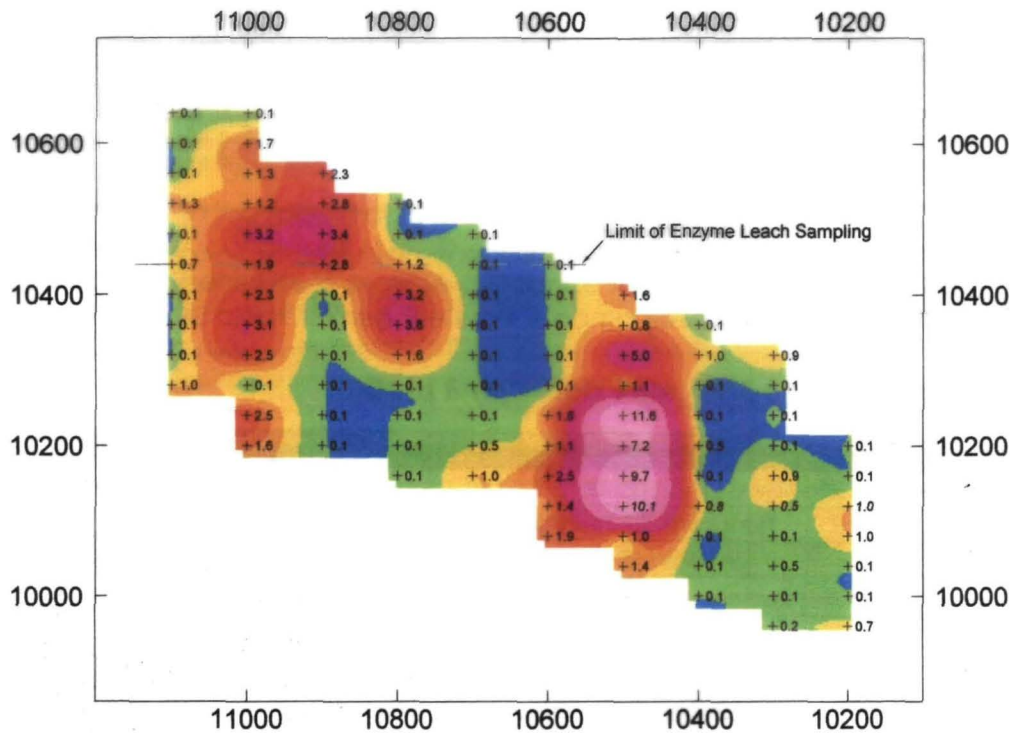 11000 10800 10600 10400 10200
+0.1 +0.1
10600 +0.1 +1.7 10600
+0.1 +1.3 +2.3
+1.3 +1.2 +2.8 +0.1
+0.1 +3.2 +3.4 +0.1 +0.1 Limit of Enzyme Leach Sampling
+0.7 +1.9 +2.8 +1.2 +0.1 +0.1
10400 +0.1 +2.3 +0.1 +3.2 +0.1 +0.1 +1.6 10400
+0.1 +3.1 +0.1 +3.8 +0.1 +0.1 +0.8 +0.1
+0.1 +2.5 +0.1 +1.6 +0.1 +0.1 +5.0 +1.0 +0.9
+1.0 +0.1 +0.1 +0.1 +0.1 +0.1 +1.1 +0.1 +0.1
+2.5 +0.1 +0.1 +0.1 +1.8 +11.6 +0.1 +0.1
10200 +1.6 +0.1 +0.1 +0.5 +1.1 +7.2 +0.5 +0.1 +0.1 10200
+0.1 +1.0 +2.5 +9.7 +0.1 +0.9 +0.1
+1.4 +10.1 +0.8 +0.5 +1.0
+1.9 +1.0 +0.1 +0.1 +1.0
+1.4 +0.1 +0.5 +0.1
10000 +0.1 +0.1 +0.1 10000
+0.2 +0.7
11000 10800 10600 10400 10200